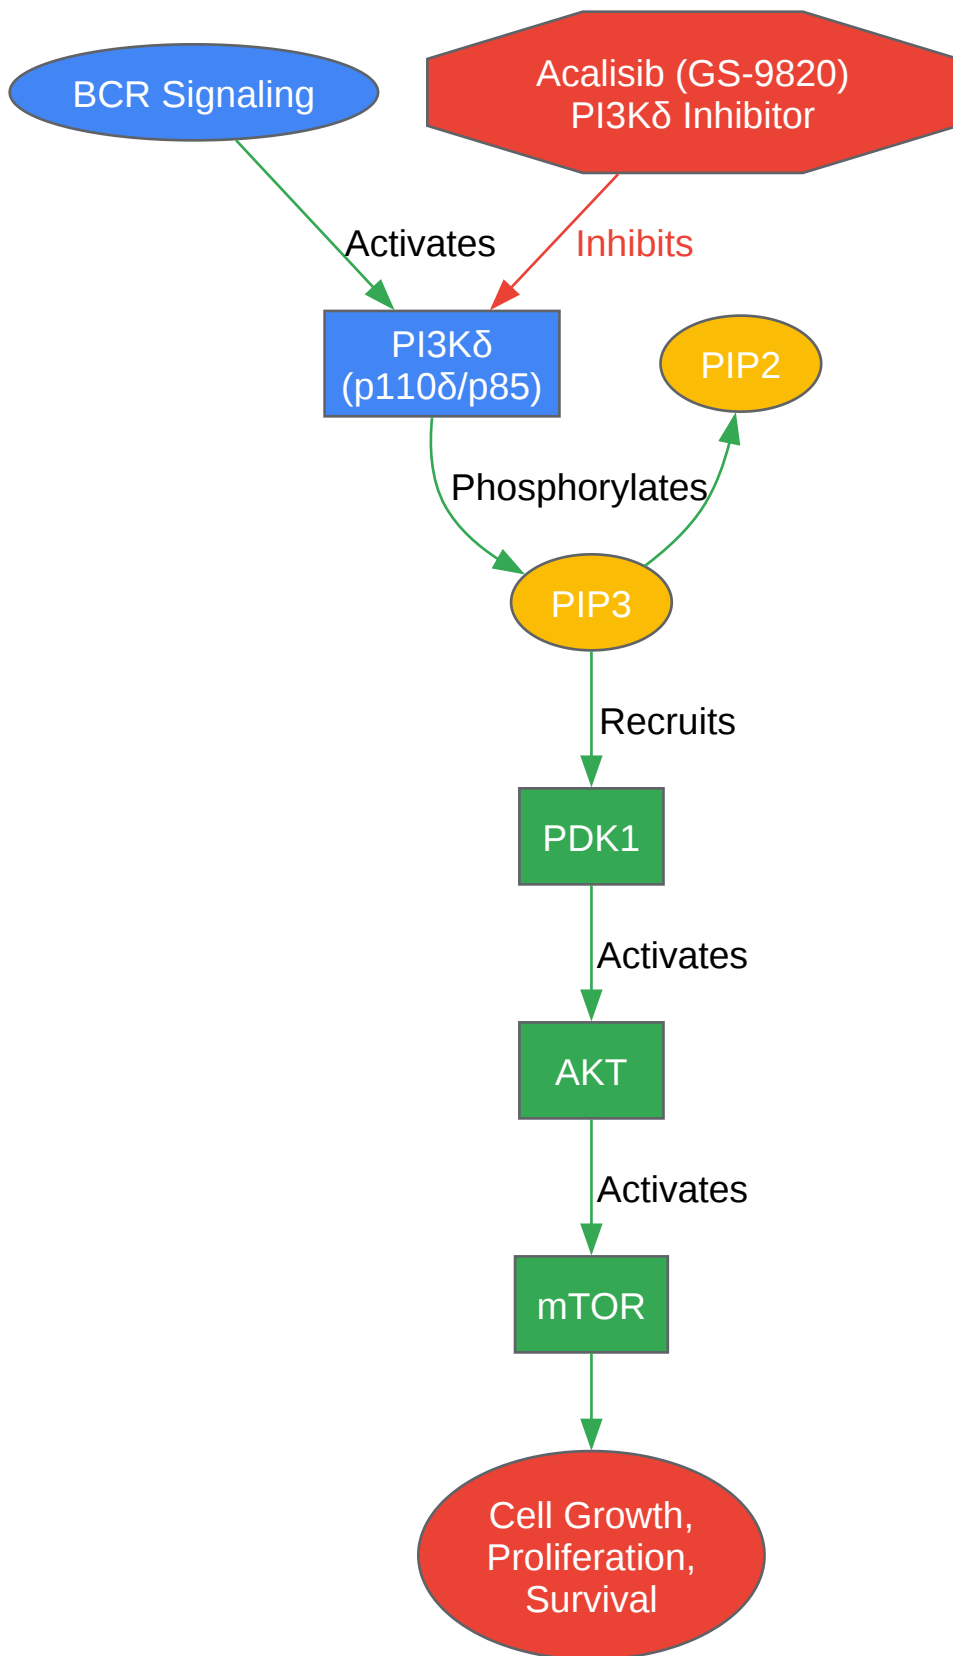 BCR Signaling
Acalisib (GS-9820)
PI3Kδ Inhibitor
Activates
Inhibits
PI3Kδ
(p110δ/p85)
PIP2
Phosphorylates
PIP3
Recruits
PDK1
Activates
AKT
Activates
mTOR
Cell Growth,
Proliferation,
Survival